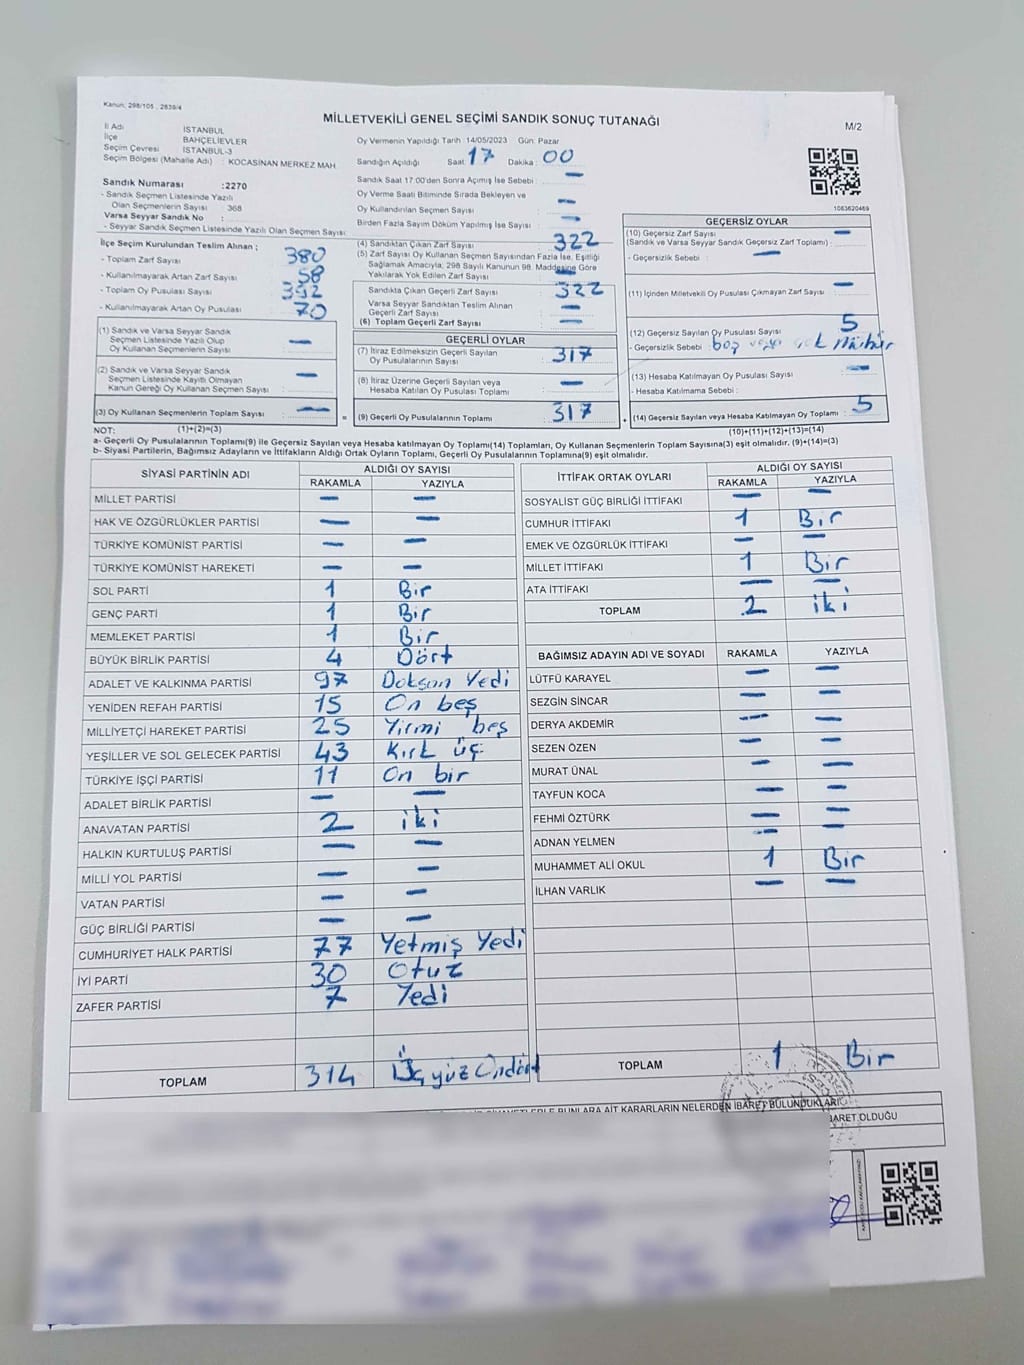 Kanun: 298/105 , 2839/4
MİLLETVEKİLİ GENEL SEÇİMİ SANDIK SONUÇ TUTANAĞI
M/2
İl Adı İSTANBUL
İlçe BAHÇELİEVLER
Seçim Çevresi İSTANBUL-3
Seçim Bölgesi (Mahalle Adı) : KOCASİNAN MERKEZ MAH.
Oy Vermenin Yapıldığı Tarih : 14/05/2023 Gün: Pazar
Sandığın Açıldığı Saat 17 Dakika : 00
Sandık Saat 17:00'den Sonra Açımış İse Sebebi : —
Oy Verme Saati Bitiminde Sırada Bekleyen ve
Oy Kullandırılan Seçmen Sayısı : —
Birden Fazla Sayım Döküm Yapılmış İse Sayısı : —
1083620469
Sandık Numarası :2270
- Sandık Seçmen Listesinde Yazılı
Olan Seçmenlerin Sayısı : 368
Varsa Seyyar Sandık No :
- Seyyar Sandık Seçmen Listesinde Yazılı Olan Seçmen Sayısı:
İlçe Seçim Kurulundan Teslim Alınan ;
- Toplam Zarf Sayısı : 380
- Kullanılmayarak Artan Zarf Sayısı : 58
- Toplam Oy Pusulası Sayısı : 392
- Kullanılmayarak Artan Oy Pusulası : 70
(1) Sandık ve Varsa Seyyar Sandık
Seçmen Listesinde Yazılı Olup
Oy Kullanan Seçmenlerin Sayısı : —
(2) Sandık ve Varsa Seyyar Sandık
Seçmen Listesinde Kayıtlı Olmayan
Kanun Gereği Oy Kullanan Seçmen Sayısı : —
(3) Oy Kullanan Seçmenlerin Toplam Sayısı : —
(1)+(2)=(3)
(4) Sandıktan Çıkan Zarf Sayısı : 322
(5) Zarf Sayısı Oy Kullanan Seçmen Sayısından Fazla İse, Eşitliği
Sağlamak Amacıyla; 298 Sayılı Kanunun 98. Maddesine Göre
Yakılarak Yok Edilen Zarf Sayısı : —
Sandıkta Çıkan Geçerli Zarf Sayısı : 322
Varsa Seyyar Sandıktan Teslim Alınan
Geçerli Zarf Sayısı : —
(6) Toplam Geçerli Zarf Sayısı : —
GEÇERLİ OYLAR
(7) İtiraz Edilmeksizin Geçerli Sayılan
Oy Pusulalarının Sayısı : 317
(8) İtiraz Üzerine Geçerli Sayılan veya
Hesaba Katılan Oy Pusulaları Toplamı : —
= (9) Geçerli Oy Pusulalarının Toplamı : 317
GEÇERSİZ OYLAR
(10) Geçersiz Zarf Sayısı : —
(Sandık ve Varsa Seyyar Sandık Geçersiz Zarf Toplamı) :
- Geçersizlik Sebebi : —
(11) İçinden Milletvekili Oy Pusulası Çıkmayan Zarf Sayısı : —
(12) Geçersiz Sayılan Oy Pusulası Sayısı : 5
- Geçersizlik Sebebi : boş veya çok mühür
(13) Hesaba Katılmayan Oy Pusulası Sayısı : —
- Hesaba Katılmama Sebebi :
+ (14) Geçersiz Sayılan veya Hesaba Katılmayan Oy Toplamı : 5
(10)+(11)+(12)+(13)=(14)
NOT:
a- Geçerli Oy Pusulalarının Toplamı(9) ile Geçersiz Sayılan veya Hesaba katılmayan Oy Toplamı(14) Toplamları, Oy Kullanan Seçmenlerin Toplam Sayısına(3) eşit olmalıdır. (9)+(14)=(3)
b- Siyasi Partilerin, Bağımsız Adayların ve İttifakların Aldığı Ortak Oyların Toplamı, Geçerli Oy Pusulalarının Toplamına(9) eşit olmalıdır.
SİYASİ PARTİNİN ADI ALDIĞI OY SAYISI
RAKAMLA YAZIYLA
MİLLET PARTİSİ — —
HAK VE ÖZGÜRLÜKLER PARTİSİ — —
TÜRKİYE KOMÜNİST PARTİSİ — —
TÜRKİYE KOMÜNİST HAREKETİ — —
SOL PARTİ 1 Bir
GENÇ PARTİ 1 Bir
MEMLEKET PARTİSİ 1 Bir
BÜYÜK BİRLİK PARTİSİ 4 Dört
ADALET VE KALKINMA PARTİSİ 97 Doksan Yedi
YENİDEN REFAH PARTİSİ 15 On beş
MİLLİYETÇİ HAREKET PARTİSİ 25 Yirmi beş
YEŞİLLER VE SOL GELECEK PARTİSİ 43 Kırk üç
TÜRKİYE İŞÇİ PARTİSİ 11 On bir
ADALET BİRLİK PARTİSİ — —
ANAVATAN PARTİSİ 2 iki
HALKIN KURTULUŞ PARTİSİ — —
MİLLİ YOL PARTİSİ — —
VATAN PARTİSİ — —
GÜÇ BİRLİĞİ PARTİSİ — —
CUMHURİYET HALK PARTİSİ 77 Yetmiş Yedi
İYİ PARTİ 30 Otuz
ZAFER PARTİSİ 7 Yedi
TOPLAM 314 Üçyüz Ondört
İTTİFAK ORTAK OYLARI ALDIĞI OY SAYISI
RAKAMLA YAZIYLA
SOSYALİST GÜÇ BİRLİĞİ İTTİFAKI — —
CUMHUR İTTİFAKI 1 Bir
EMEK VE ÖZGÜRLÜK İTTİFAKI — —
MİLLET İTTİFAKI 1 Bir
ATA İTTİFAKI — —
TOPLAM 2 iki
BAĞIMSIZ ADAYIN ADI VE SOYADI RAKAMLA YAZIYLA
LÜTFÜ KARAYEL — —
SEZGİN SİNCAR — —
DERYA AKDEMİR — —
SEZEN ÖZEN — —
MURAT ÜNAL — —
TAYFUN KOCA — —
FEHMİ ÖZTÜRK — —
ADNAN YELMEN — —
MUHAMMET ALİ OKUL 1 Bir
İLHAN VARLIK — —
TOPLAM 1 Bir
BUNLARA AİT KARARLARIN NELERDEN İBARET BULUNDUKLARI
BARET OLDUĞU